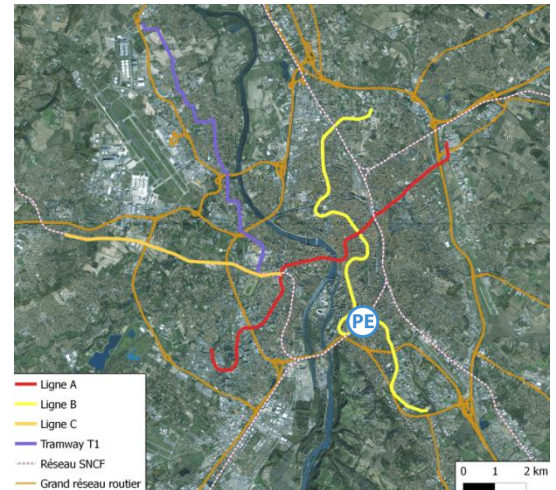 PE
Ligne A
Ligne B
Ligne C
Tramway T1
Réseau SNCF
Grand réseau routier
0 1 2 km